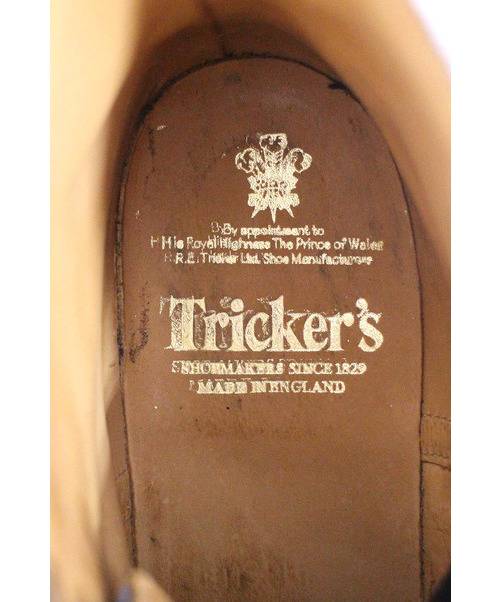 By appointment to
His Royal Highness The Prince of Wales
R.E. Tricker Ltd. Shoe Manufacturers
Tricker's
SHOEMAKERS SINCE 1829
MADE IN ENGLAND